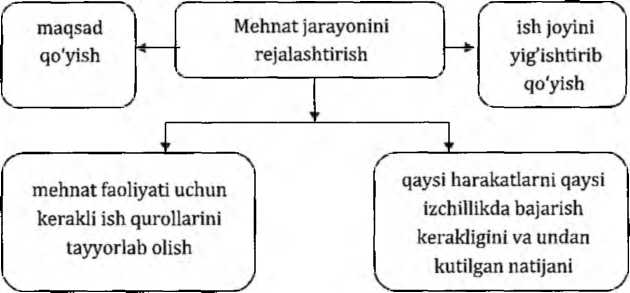 maqsad
qo'yish
Mehnat jarayonini
rejalashtirish
ish joyini
yig'ishtirib
qo'yish
mehnat faoliyati uchun
kerakli ish qurollarini
tayyorlab olish
qaysi harakatlarni qaysi
izchillikda bajarish
kerakligini va undan
kutilgan natijani